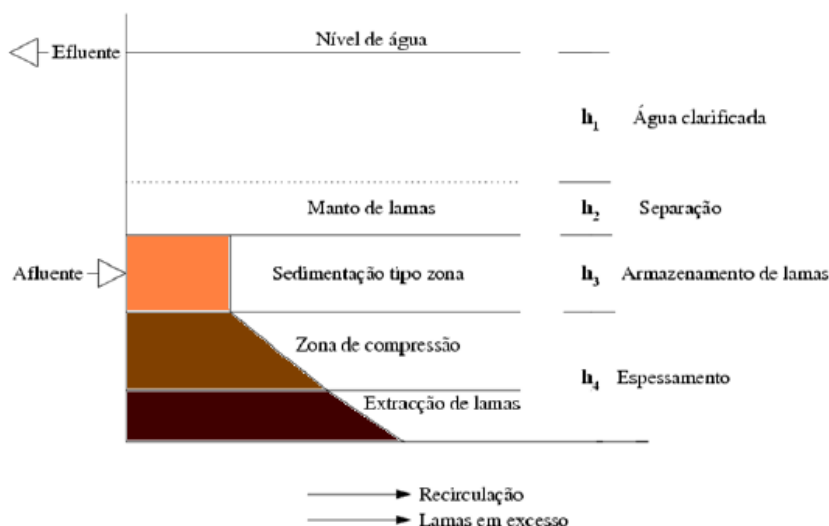 Nível de água
Efluente
h1 Água clarificada
Manto de lamas
h2 Separação
Afluente
Sedimentação tipo zona
h3 Armazenamento de lamas
Zona de compressão
h4 Espessamento
Extracção de lamas
Recirculação
Lamas em excesso